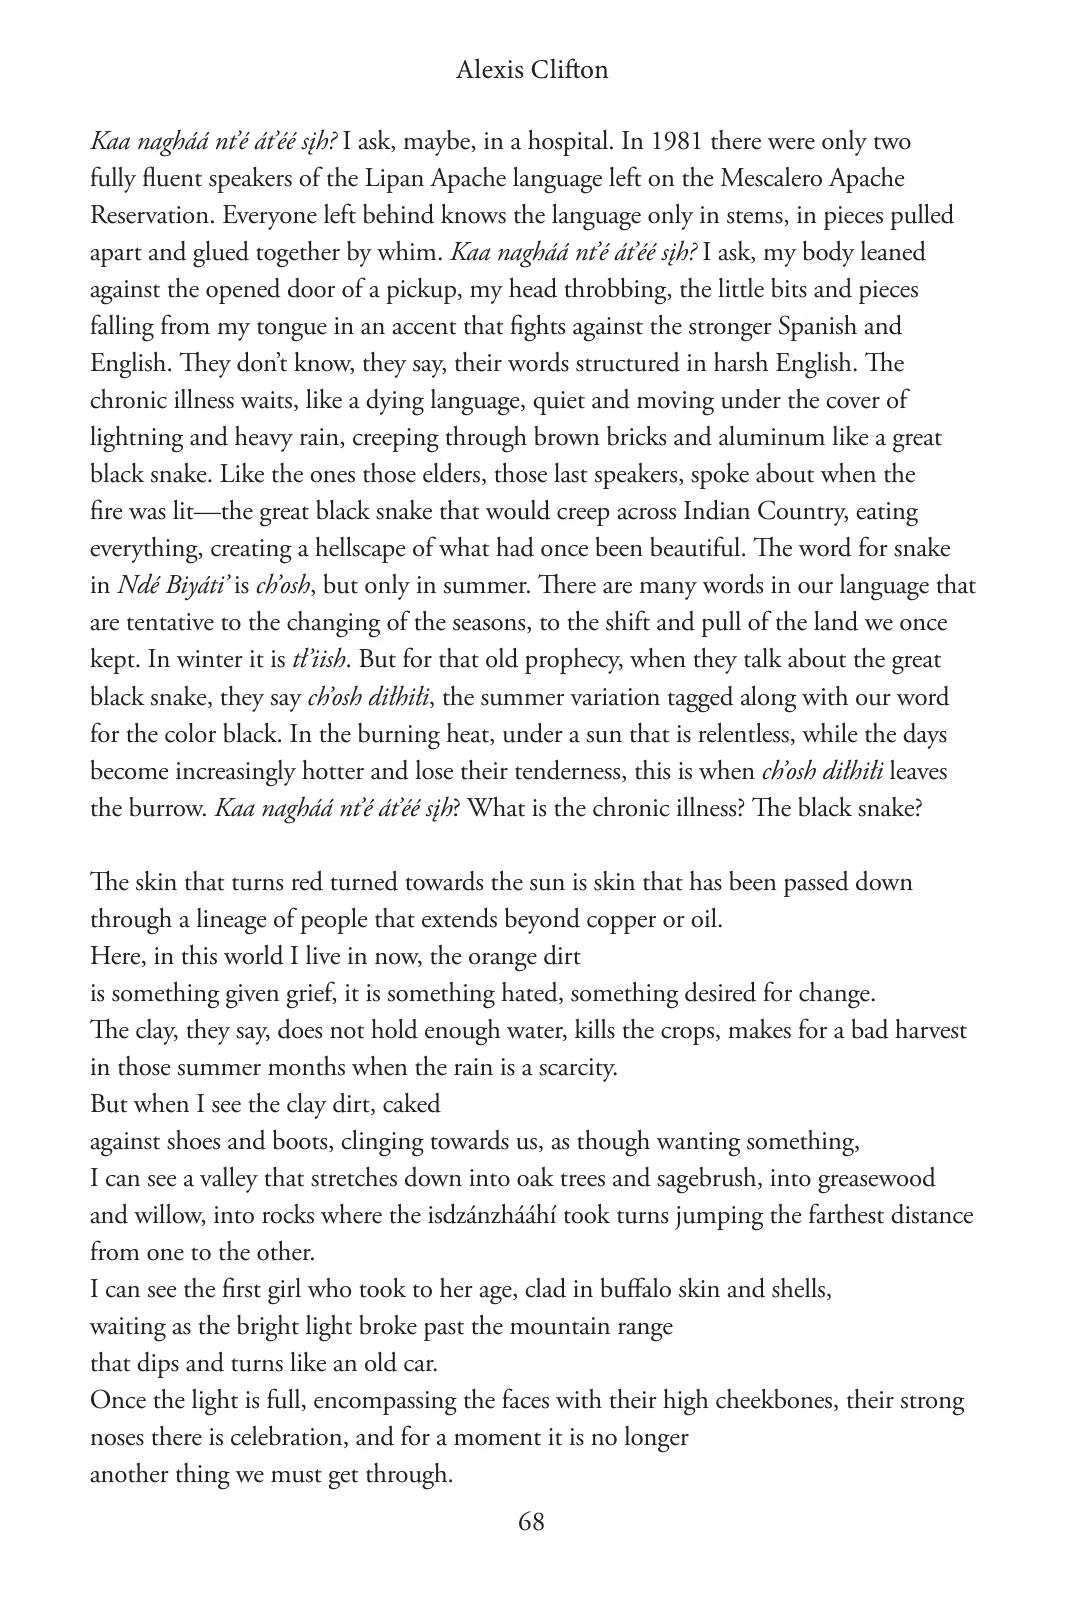 Alexis Clifton
Kaa nagháá nt’é át’éé sįh? I ask, maybe, in a hospital. In 1981 there were only two
fully fluent speakers of the Lipan Apache language left on the Mescalero Apache
Reservation. Everyone left behind knows the language only in stems, in pieces pulled
apart and glued together by whim. Kaa nagháá nt’é át’éé sįh? I ask, my body leaned
against the opened door of a pickup, my head throbbing, the little bits and pieces
falling from my tongue in an accent that fights against the stronger Spanish and
English. They don’t know, they say, their words structured in harsh English. The
chronic illness waits, like a dying language, quiet and moving under the cover of
lightning and heavy rain, creeping through brown bricks and aluminum like a great
black snake. Like the ones those elders, those last speakers, spoke about when the
fire was lit—the great black snake that would creep across Indian Country, eating
everything, creating a hellscape of what had once been beautiful. The word for snake
in Ndé Biyáti’ is ch’osh, but only in summer. There are many words in our language that
are tentative to the changing of the seasons, to the shift and pull of the land we once
kept. In winter it is tł’iish. But for that old prophecy, when they talk about the great
black snake, they say ch’osh diłhiłi, the summer variation tagged along with our word
for the color black. In the burning heat, under a sun that is relentless, while the days
become increasingly hotter and lose their tenderness, this is when ch’osh diłhiłi leaves
the burrow. Kaa nagháá nt’é át’éé sįh? What is the chronic illness? The black snake?
The skin that turns red turned towards the sun is skin that has been passed down
through a lineage of people that extends beyond copper or oil.
Here, in this world I live in now, the orange dirt
is something given grief, it is something hated, something desired for change.
The clay, they say, does not hold enough water, kills the crops, makes for a bad harvest
in those summer months when the rain is a scarcity.
But when I see the clay dirt, caked
against shoes and boots, clinging towards us, as though wanting something,
I can see a valley that stretches down into oak trees and sagebrush, into greasewood
and willow, into rocks where the isdzánzhááhí took turns jumping the farthest distance
from one to the other.
I can see the first girl who took to her age, clad in buffalo skin and shells,
waiting as the bright light broke past the mountain range
that dips and turns like an old car.
Once the light is full, encompassing the faces with their high cheekbones, their strong
noses there is celebration, and for a moment it is no longer
another thing we must get through.
68